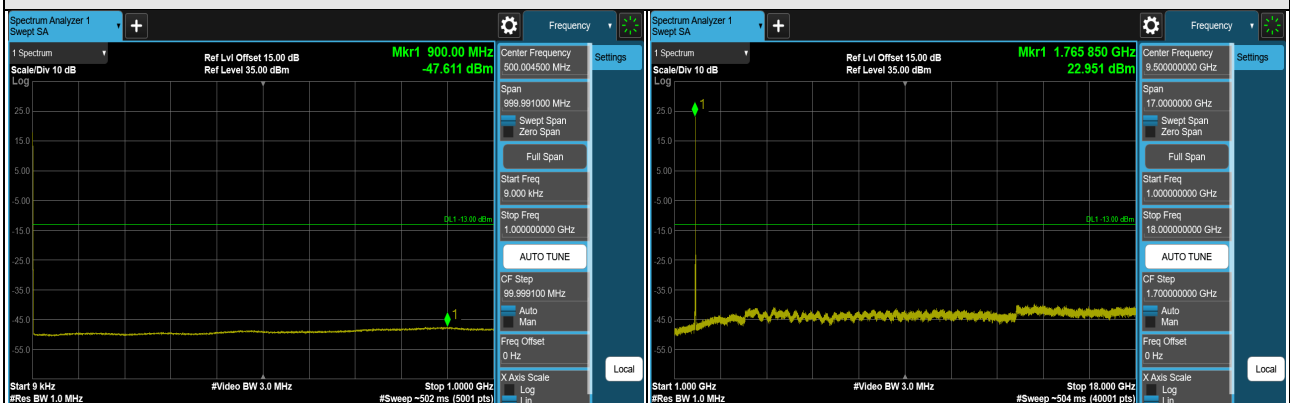 Spectrum Analyzer 1
Swept SA
+
Frequency
1 Spectrum
Ref Lvl Offset 15.00 dB
Mkr1 900.00 MHz
Scale/Div 10 dB
Ref Level 35.00 dBm
-47.611 dBm
Log
1
25.0
15.0
5.00
-5.00
DL1 -13.00 dBm
-15.0
-25.0
-35.0
-45.0
-55.0
Start 9 kHz
#Video BW 3.0 MHz
Stop 1.0000 GHz
#Res BW 1.0 MHz
#Sweep ~502 ms (5001 pts)
Center Frequency
500.004500 MHz
Settings
Span
999.991000 MHz
Swept Span
Zero Span
Full Span
Start Freq
9.000 kHz
Stop Freq
1.000000000 GHz
AUTO TUNE
CF Step
99.999100 MHz
Auto
Man
Freq Offset
0 Hz
Local
X Axis Scale
Log
Lin
Spectrum Analyzer 1
Swept SA
+
Frequency
1 Spectrum
Ref Lvl Offset 15.00 dB
Mkr1 1.765 850 GHz
Scale/Div 10 dB
Ref Level 35.00 dBm
22.951 dBm
Log
1
25.0
15.0
5.00
-5.00
DL1 -13.00 dBm
-15.0
-25.0
-35.0
-45.0
-55.0
Start 1.000 GHz
#Video BW 3.0 MHz
Stop 18.000 GHz
#Res BW 1.0 MHz
#Sweep ~504 ms (40001 pts)
Center Frequency
9.500000000 GHz
Settings
Span
17.0000000 GHz
Swept Span
Zero Span
Full Span
Start Freq
1.000000000 GHz
Stop Freq
18.000000000 GHz
AUTO TUNE
CF Step
1.700000000 GHz
Auto
Man
Freq Offset
0 Hz
Local
X Axis Scale
Log
Lin